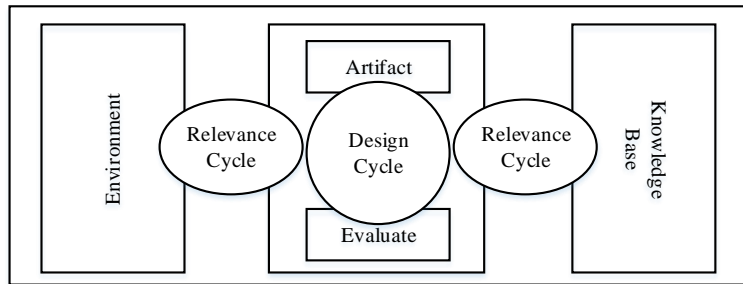 Environment
Relevance
Cycle
Artifact
Design
Cycle
Evaluate
Relevance
Cycle
Knowledge
Base